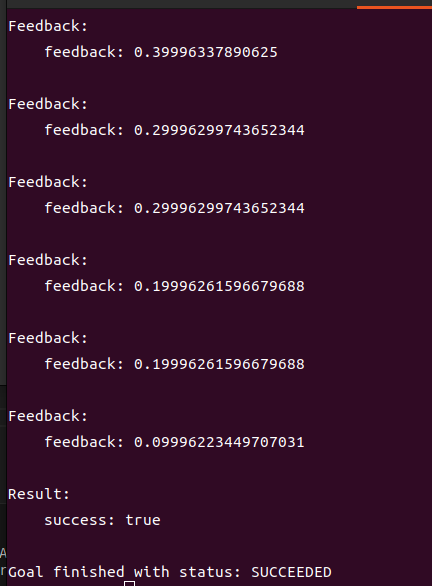 Feedback:
feedback: 0.39996337890625
Feedback:
feedback: 0.29996299743652344
Feedback:
feedback: 0.29996299743652344
Feedback:
feedback: 0.19996261596679688
Feedback:
feedback: 0.19996261596679688
Feedback:
feedback: 0.09996223449707031
Result:
success: true
Goal finished with status: SUCCEEDED